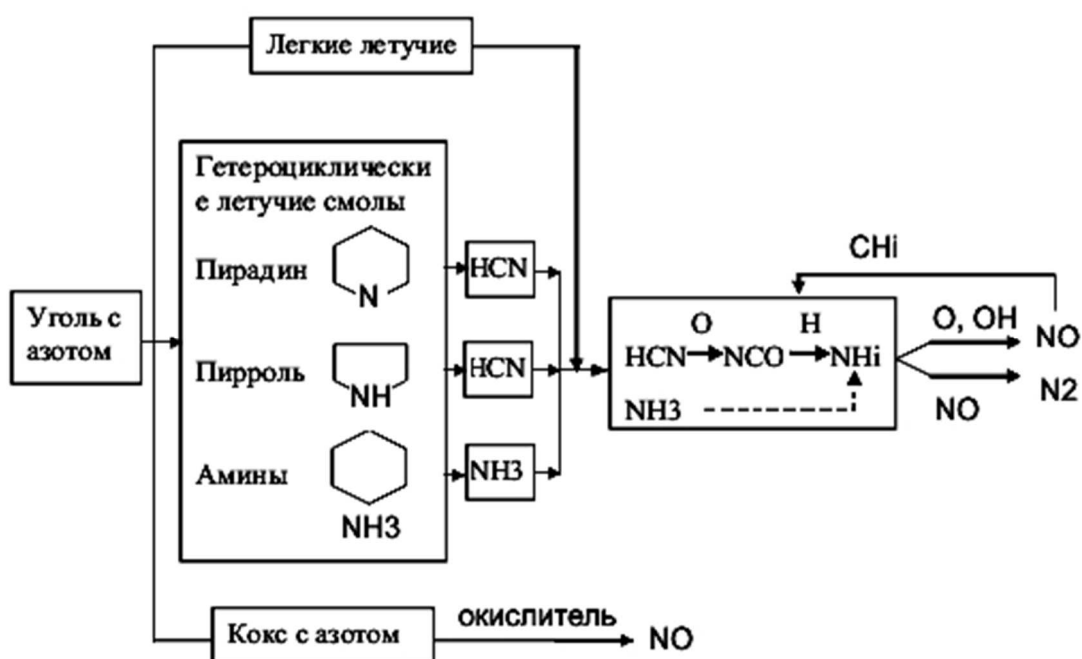 Легкие летучие
Гетероциклически
е летучие смолы
Пирадин
N
HCN
Пирроль
NH
HCN
Амины
NH3
NH3
Уголь с
азотом
O H
HCN NCO NHi
NH3
CHi
O, OH
NO
N2
NO
Кокс с азотом
окислитель
NO